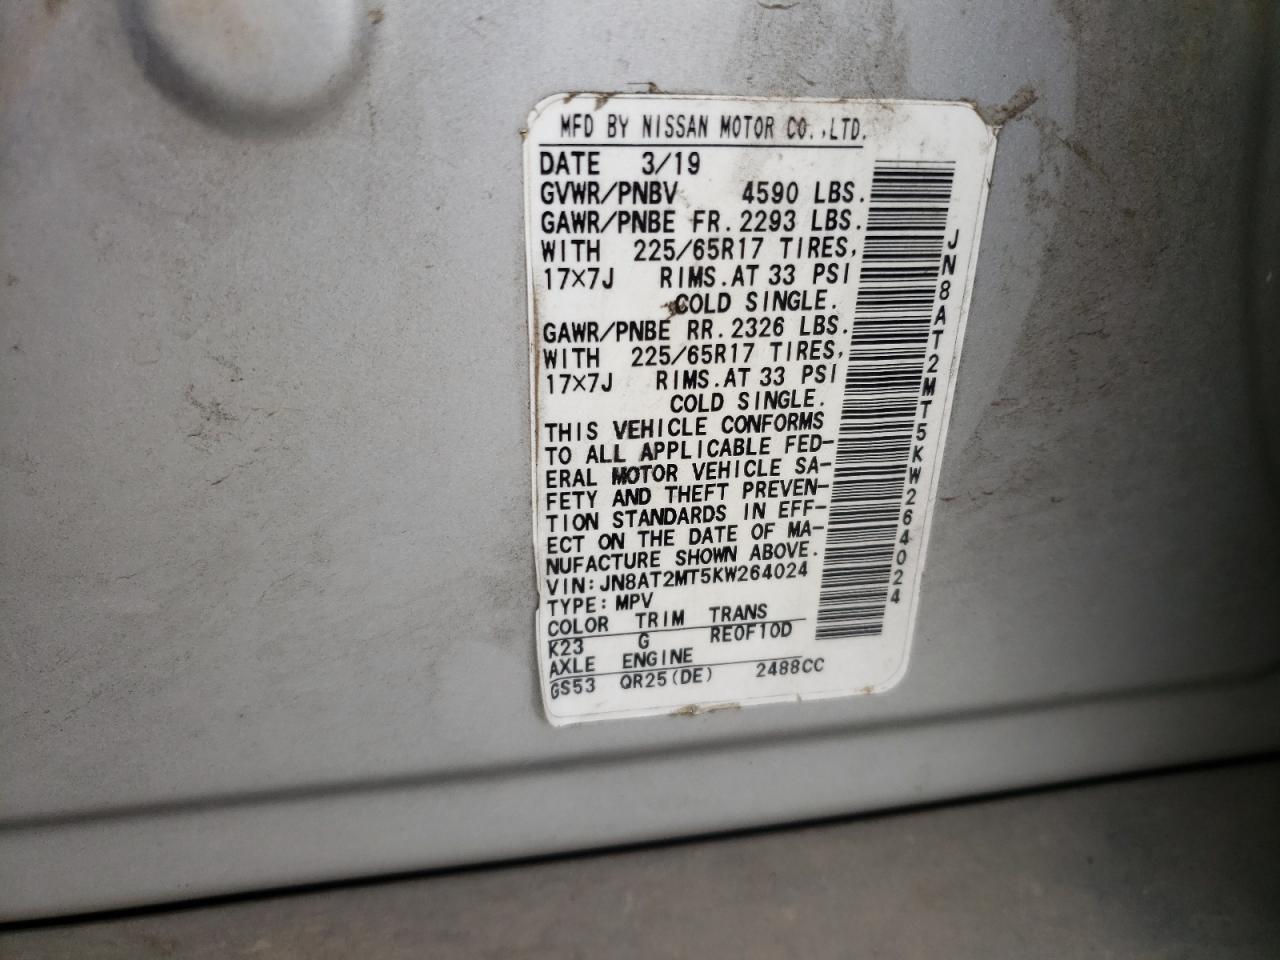 MFD BY NISSAN MOTOR CO.,LTD.
DATE 3/19
GVWR/PNBV 4590 LBS.
GAWR/PNBE FR. 2293 LBS.
WITH 225/65R17 TIRES,
17×7J RIMS. AT 33 PSI
COLD SINGLE.
GAWR/PNBE RR. 2326 LBS.
WITH 225/65R17 TIRES,
17×7J RIMS. AT 33 PSI
COLD SINGLE.
THIS VEHICLE CONFORMS
TO ALL APPLICABLE FED-
ERAL MOTOR VEHICLE SA-
FETY AND THEFT PREVEN-
TION STANDARDS IN EFF-
ECT ON THE DATE OF MA-
NUFACTURE SHOWN ABOVE.
VIN: JN8AT2MT5KW264024
TYPE: MPV
COLOR TRIM TRANS
K23 G RE0F10D
AXLE ENGINE
GS53 QR25(DE) 2488CC
JN8AT2MT5KW264024